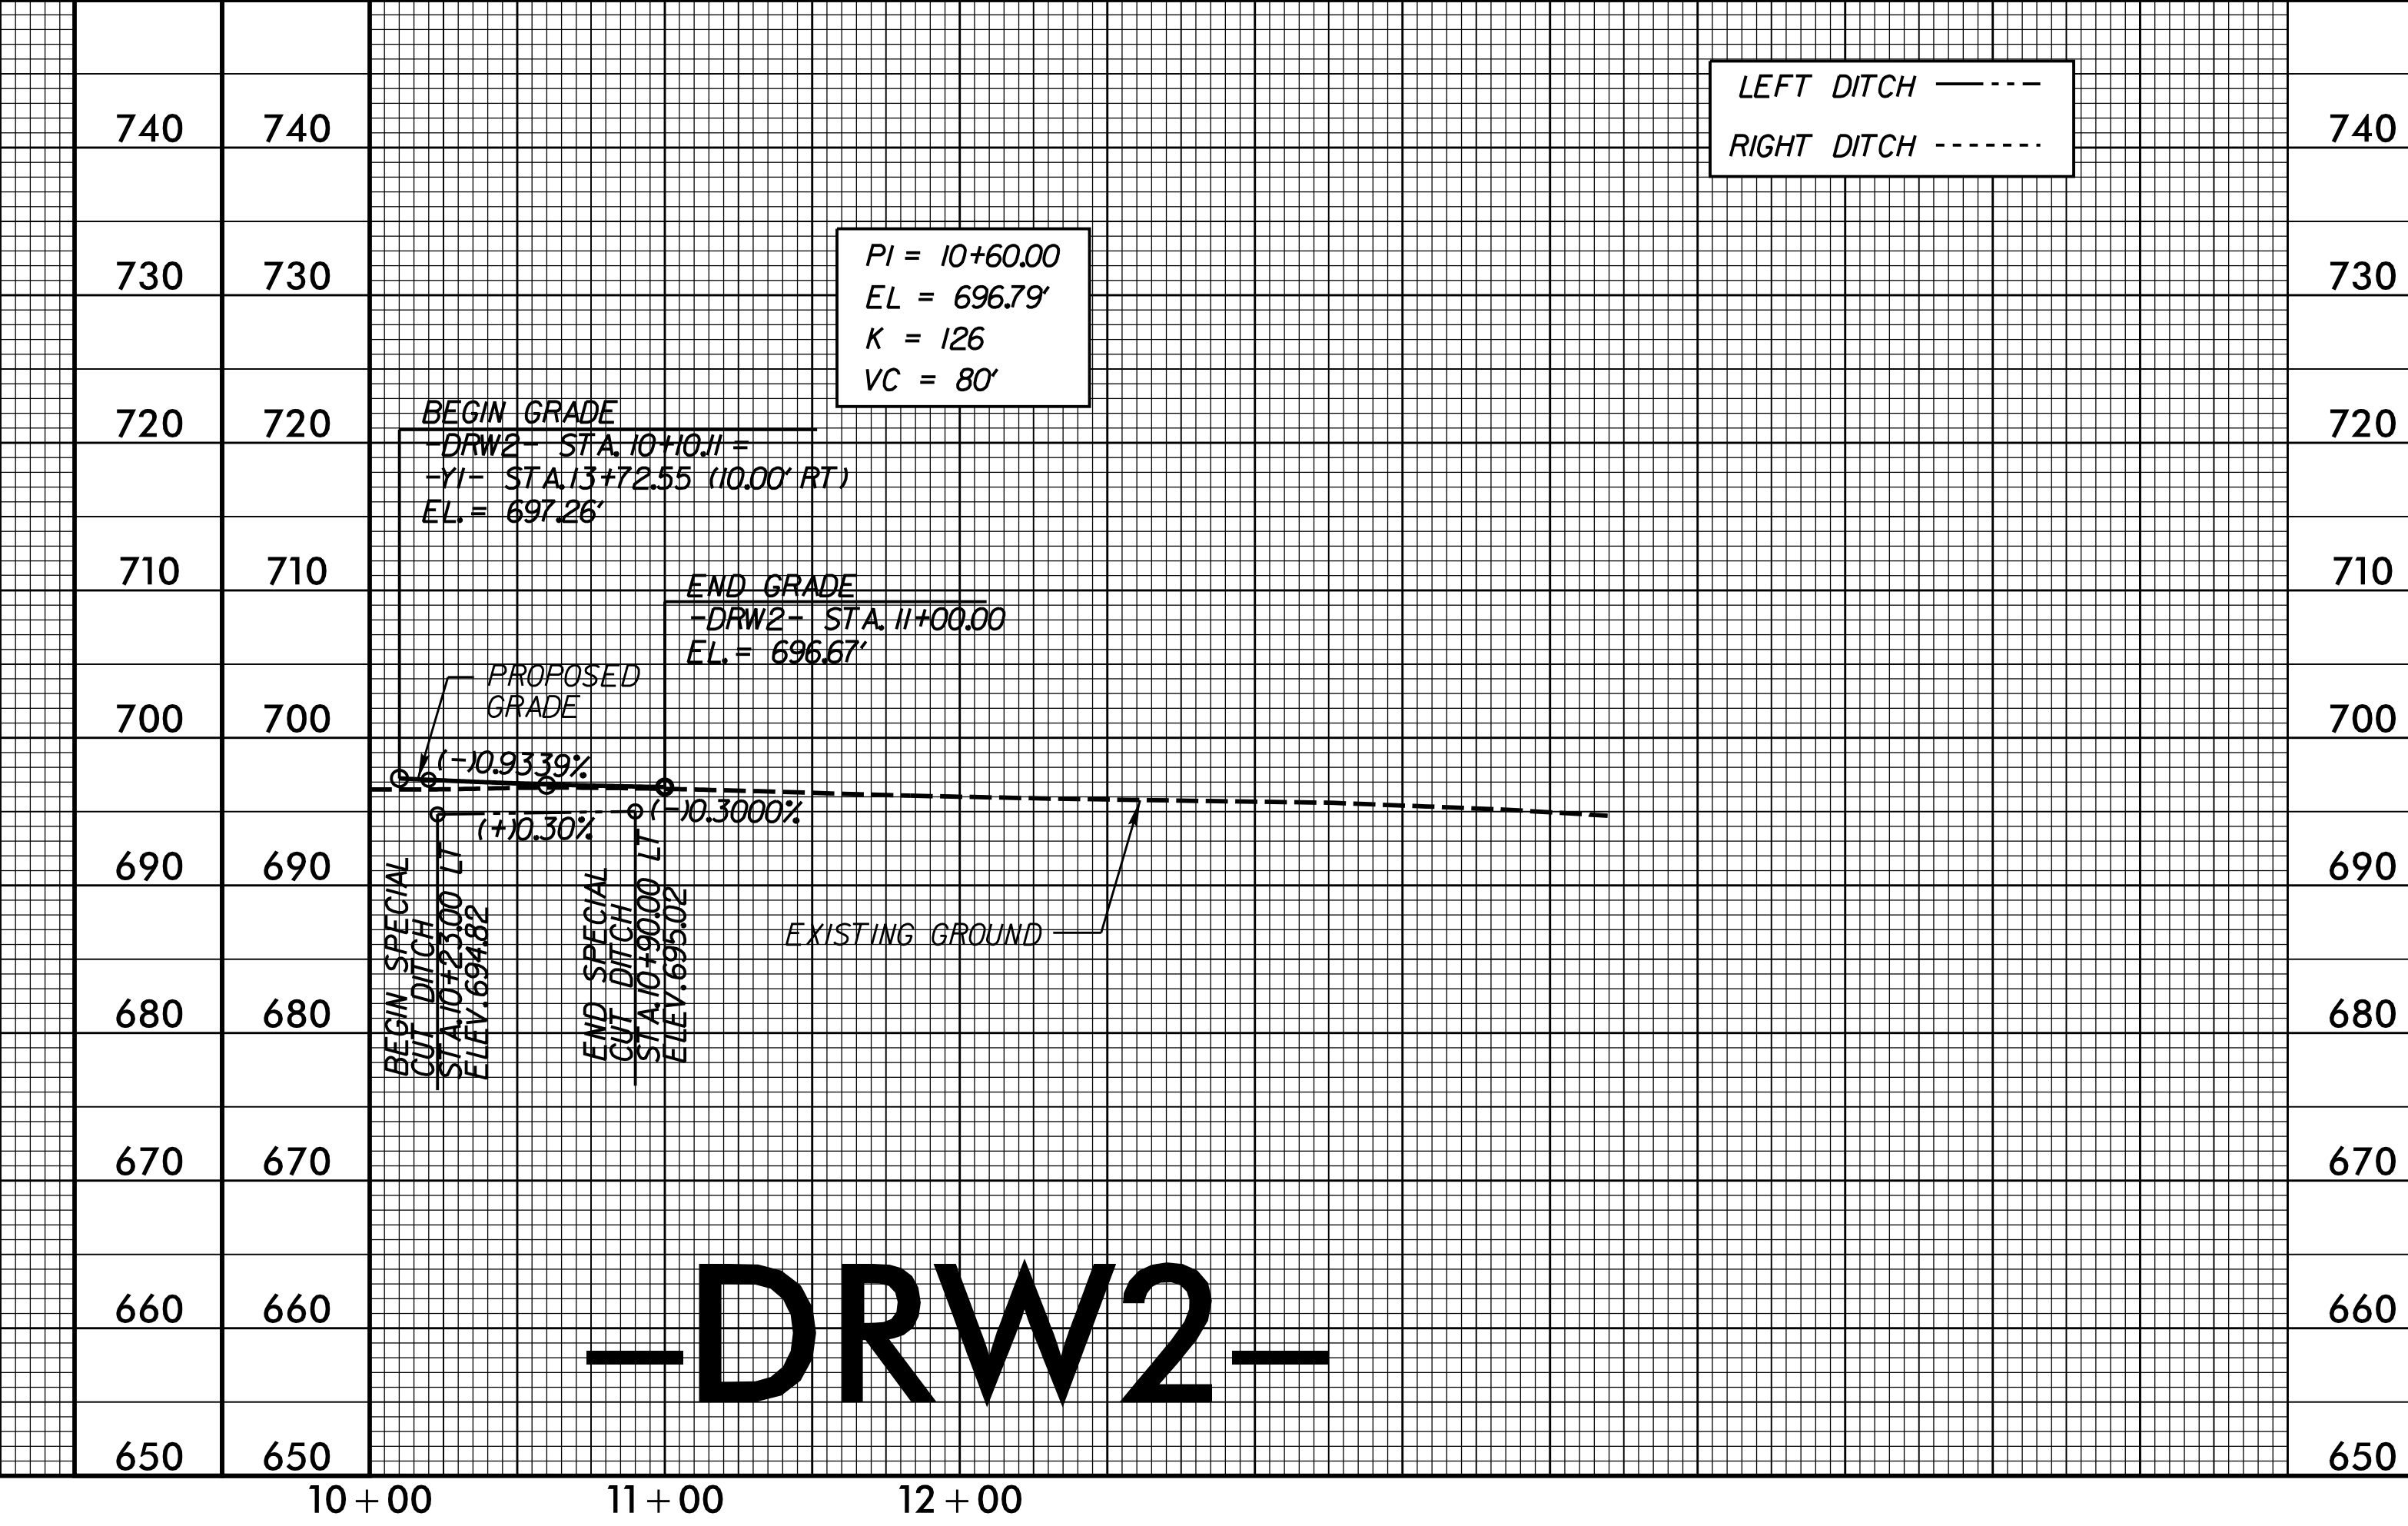 LEFT DITCH
RIGHT DITCH
740 740 740
730 730 730
720 720 720
710 710 710
700 700 700
690 690 690
680 680 680
670 670 670
660 660 660
650 650 650
PI = 10+60.00
EL = 696.79'
K = 126
VC = 80'
BEGIN GRADE
-DRW2- STA. 10+10.11 =
-Y1- STA. 13+72.55 (10.00' RT)
EL. = 697.26'
END GRADE
-DRW2- STA. 11+00.00
EL. = 696.67'
PROPOSED
GRADE
(-)0.9339%
(-)0.3000%
(+)0.30%
BEGIN SPECIAL
CUT DITCH
STA. 10+23.00 LT
ELEV. 694.82
END SPECIAL
CUT DITCH
STA. 10+90.00 LT
ELEV. 695.02
EXISTING GROUND
-DRW2-
10+00 11+00 12+00